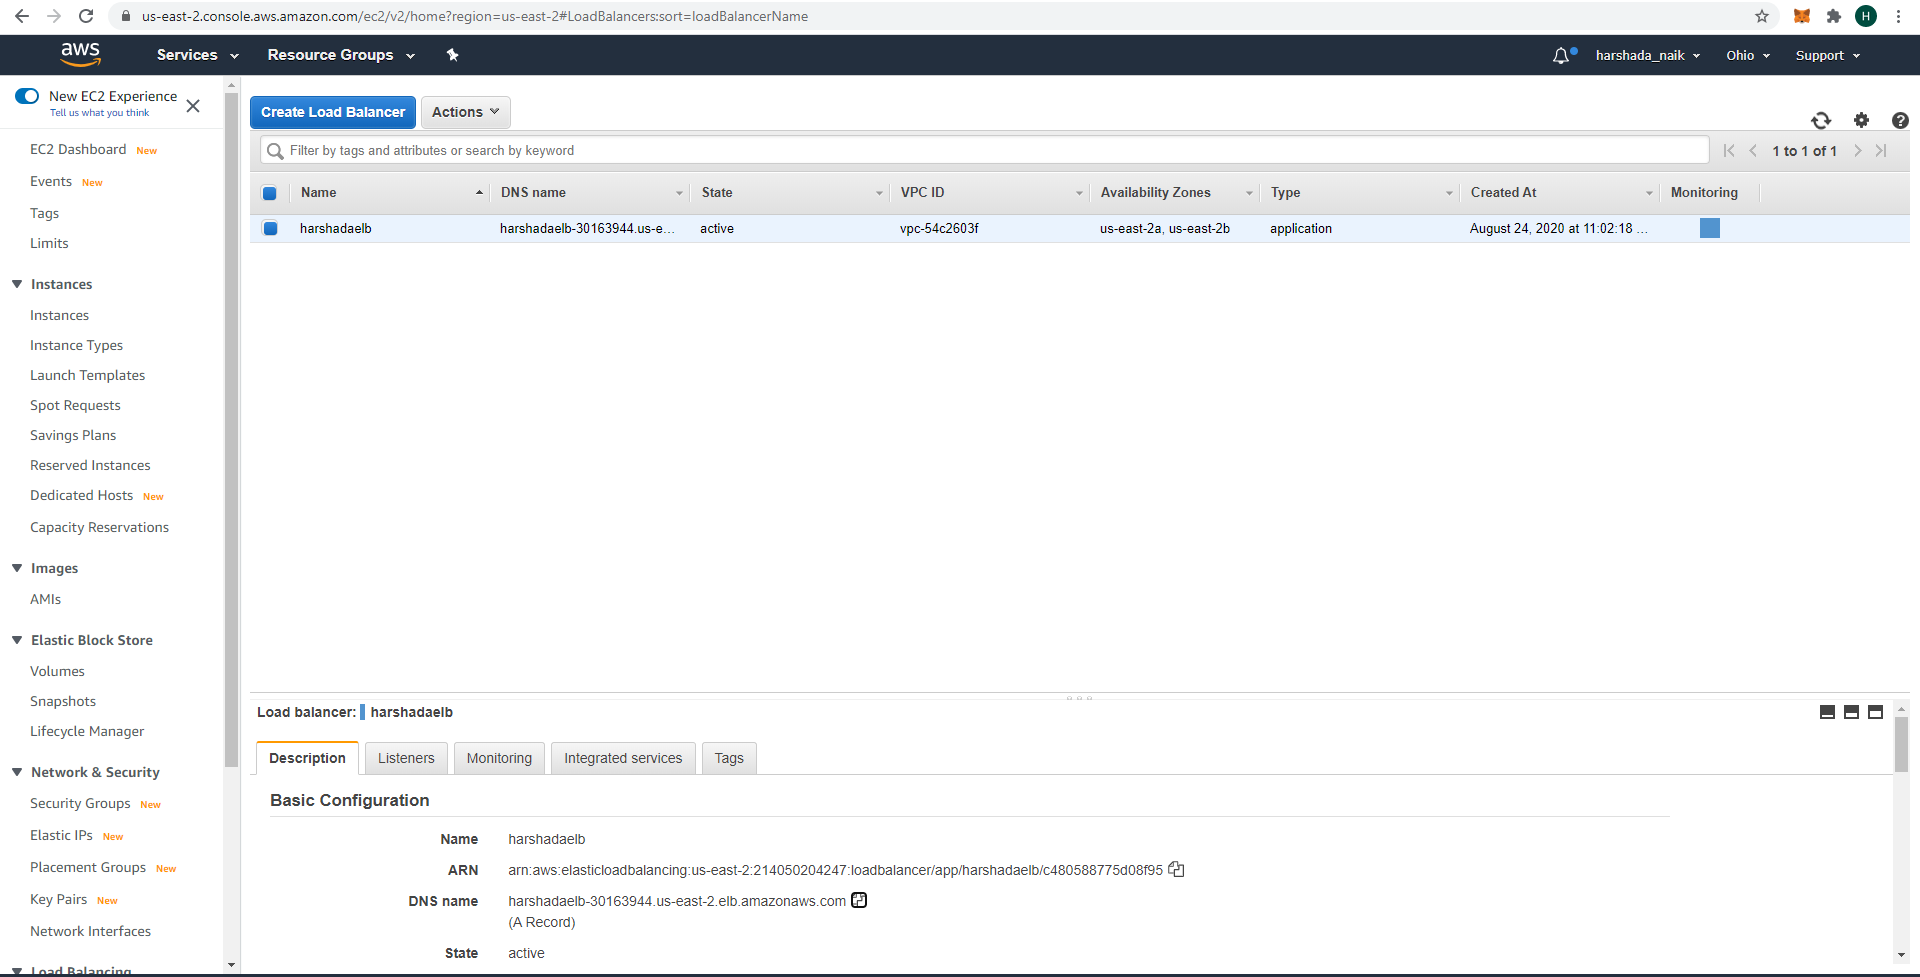 us-east-2.console.aws.amazon.com/ec2/v2/home?region=us-east-2#LoadBalancers:sort=loadBalancerName
H
aws Services Resource Groups harshada_naik Ohio Support
New EC2 Experience
Tell us what you think
EC2 Dashboard New
Events New
Tags
Limits
Instances
Instances
Instance Types
Launch Templates
Spot Requests
Savings Plans
Reserved Instances
Dedicated Hosts New
Capacity Reservations
Images
AMIs
Elastic Block Store
Volumes
Snapshots
Lifecycle Manager
Network & Security
Security Groups New
Elastic IPs New
Placement Groups New
Key Pairs New
Network Interfaces
Load Balancing
Create Load Balancer Actions
Filter by tags and attributes or search by keyword 1 to 1 of 1
Name DNS name State VPC ID Availability Zones Type Created At Monitoring
harshadaelb harshadaelb-30163944.us-e... active vpc-54c2603f us-east-2a, us-east-2b application August 24, 2020 at 11:02:18 ...
Load balancer: harshadaelb
Description Listeners Monitoring Integrated services Tags
Basic Configuration
Name harshadaelb
ARN arn:aws:elasticloadbalancing:us-east-2:214050204247:loadbalancer/app/harshadaelb/c480588775d08f95
DNS name harshadaelb-30163944.us-east-2.elb.amazonaws.com
(A Record)
State active